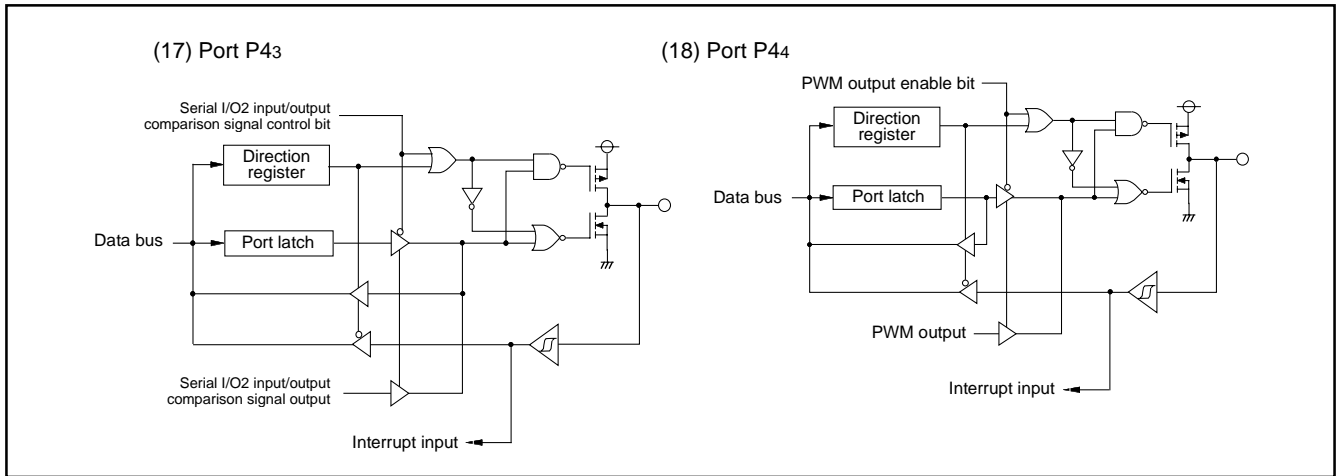 (17) Port P43
Serial I/O2 input/output
comparison signal control bit
Direction
register
Data bus
Port latch
Serial I/O2 input/output
comparison signal output
Interrupt input
(18) Port P44
PWM output enable bit
Direction
register
Data bus
Port latch
PWM output
Interrupt input